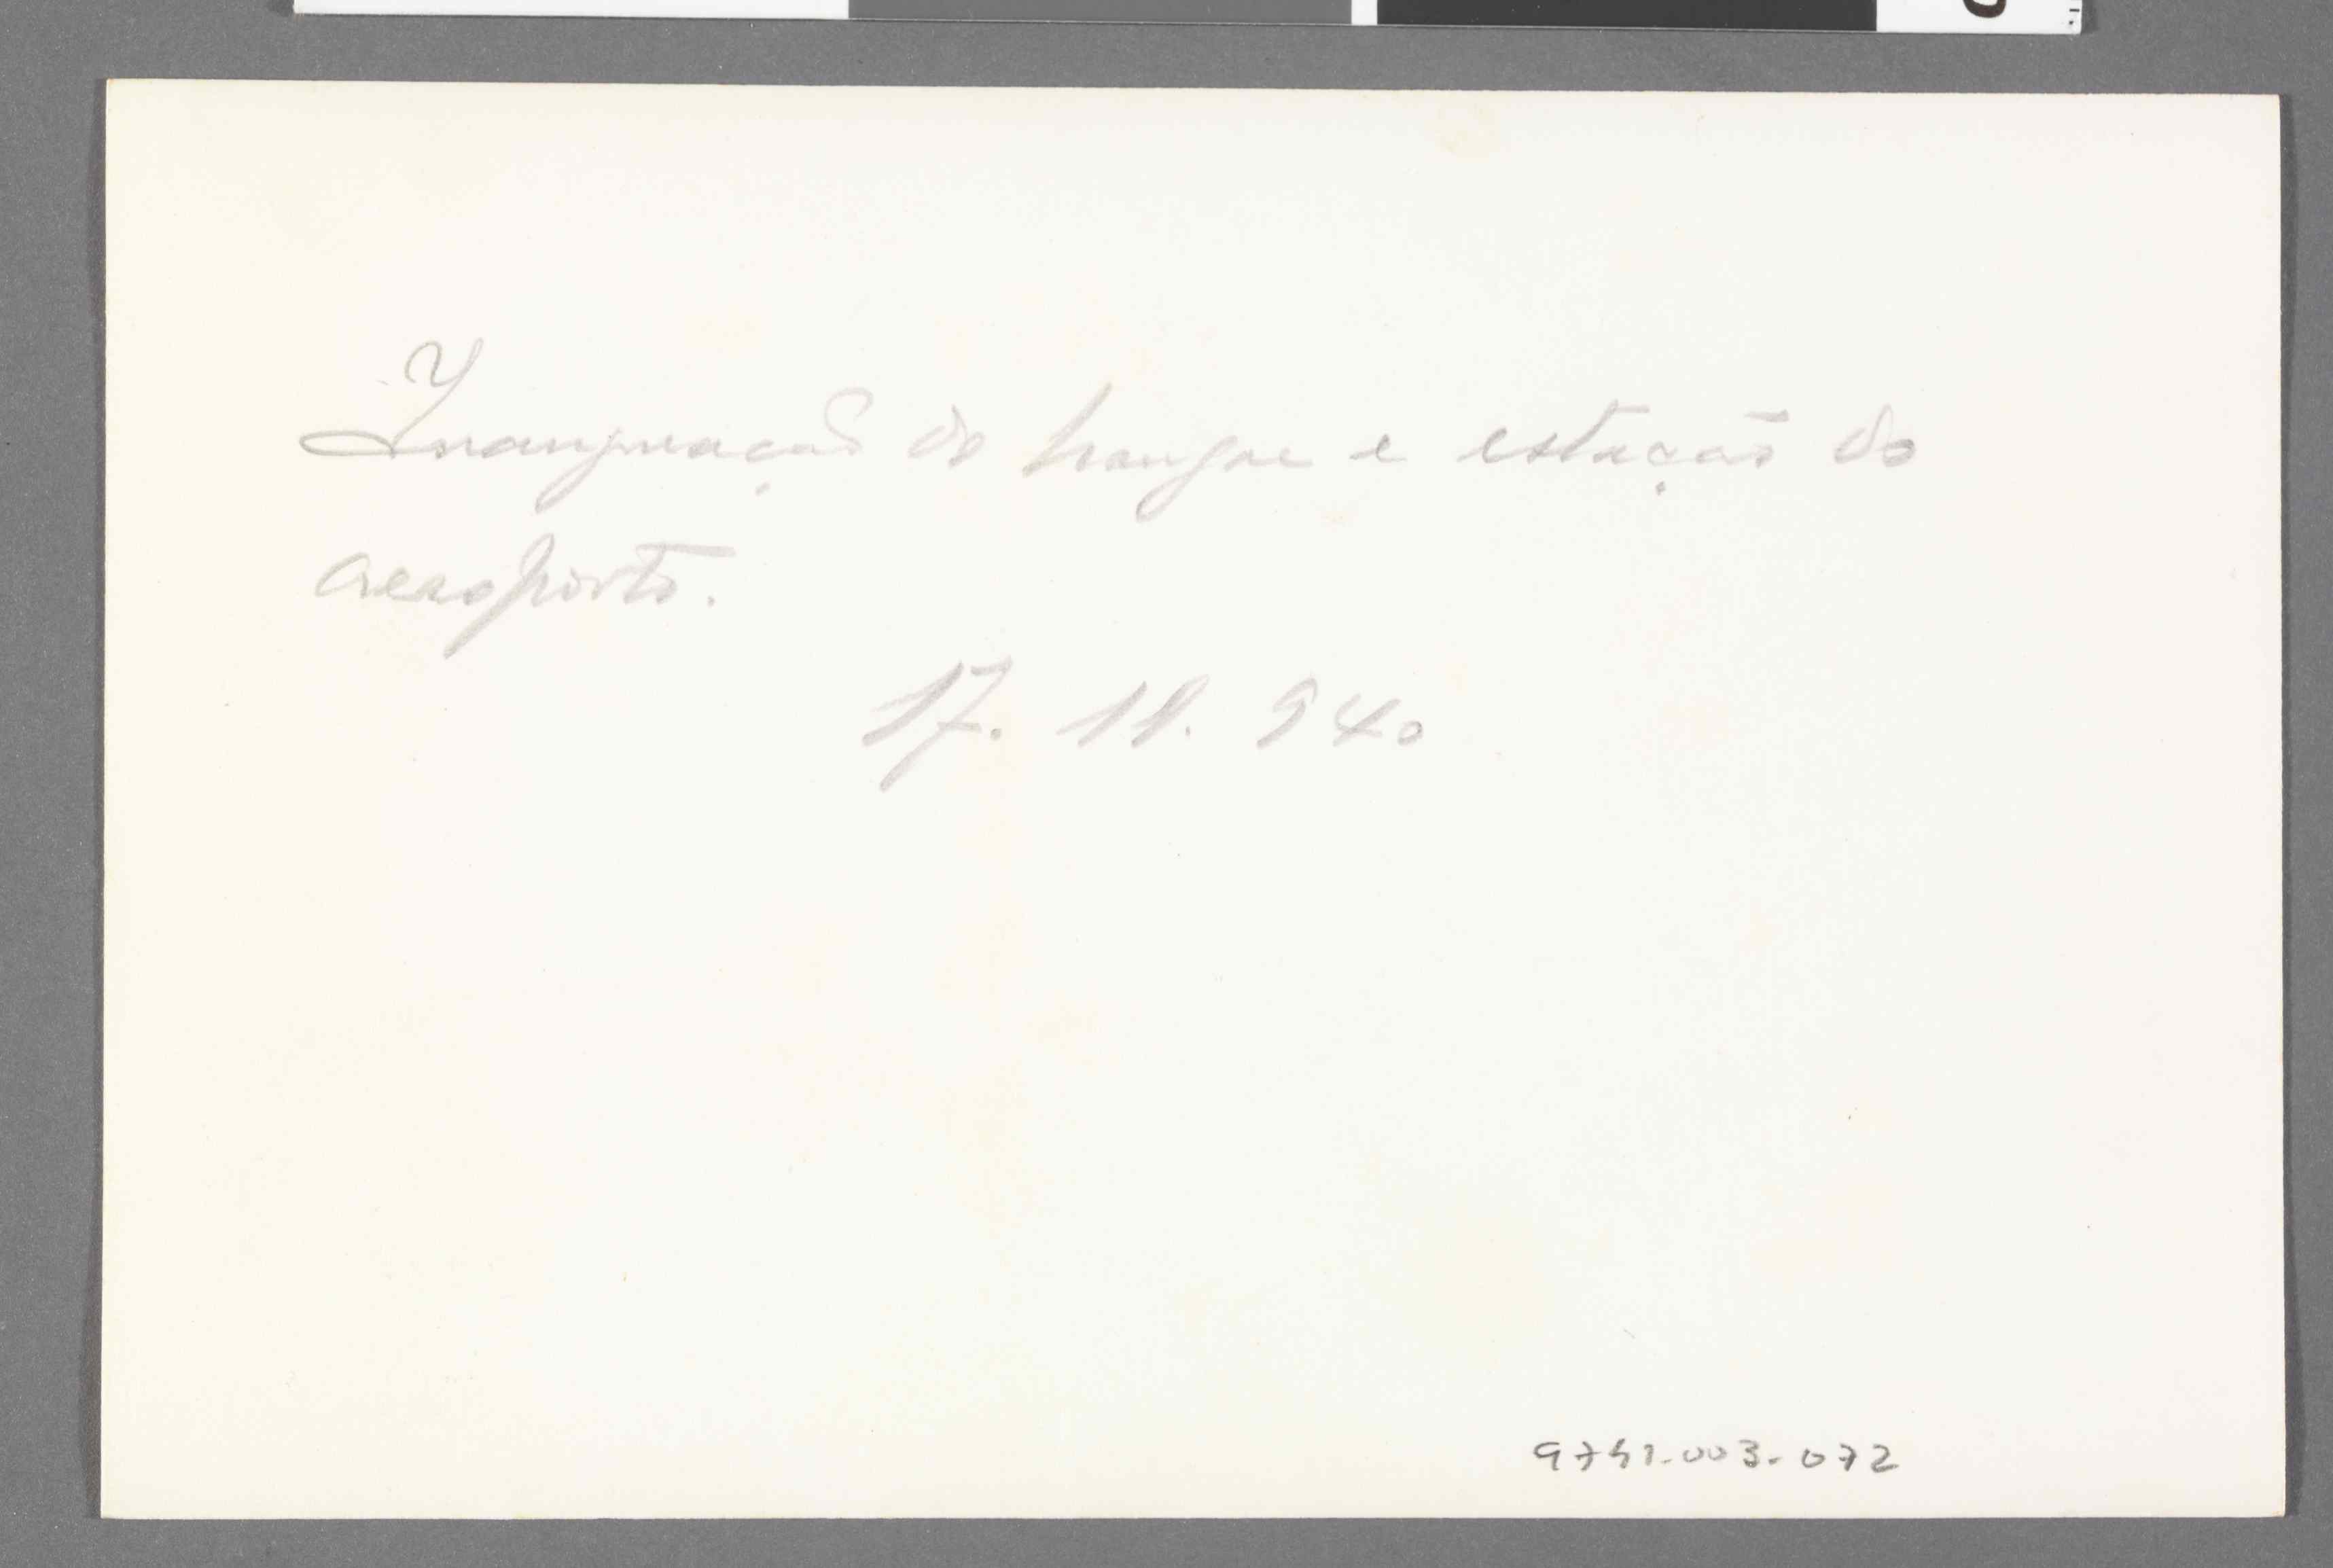 Inauguração do hangar e estação do
aeroporto.
17. 11. 940
9741-003-072